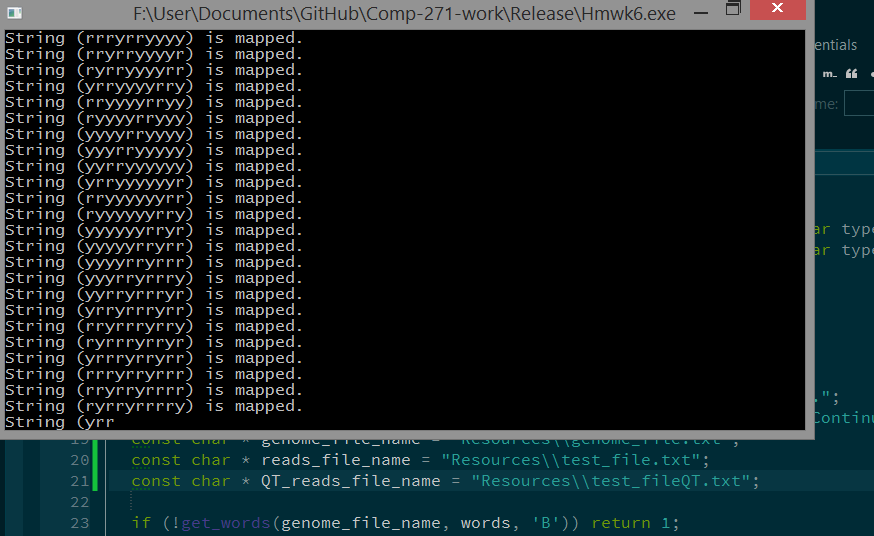 F:\User\Documents\GitHub\Comp-271-work\Release\Hmwk6.exe
String (rrryrryyyy) is mapped.
String (rryrryyyyr) is mapped.
String (ryrryyyyrr) is mapped.
String (yrryyyyrry) is mapped.
String (rryyyyrryy) is mapped.
String (ryyyyrryyy) is mapped.
String (yyyyrryyyy) is mapped.
String (yyyrryyyyy) is mapped.
String (yyrryyyyyy) is mapped.
String (yrryyyyyyr) is mapped.
String (rryyyyyyrr) is mapped.
String (ryyyyyyrry) is mapped.
String (yyyyyyrryr) is mapped.
String (yyyyyrryrr) is mapped.
String (yyyyrryrrr) is mapped.
String (yyyrryrrry) is mapped.
String (yyrryrrryr) is mapped.
String (yrryrrryrr) is mapped.
String (rryrrryrry) is mapped.
String (ryrrryrryr) is mapped.
String (yrrryrryrr) is mapped.
String (rrryrryrrr) is mapped.
String (rryrryrrrr) is mapped.
String (ryrryrrrry) is mapped.
String (yrr
entials
m_
me:
ar type
ar type
.";
Continu
19 const char * genome_file_name = "Resources\\genome_file.txt";
20 const char * reads_file_name = "Resources\\test_file.txt";
21 const char * QT_reads_file_name = "Resources\\test_fileQT.txt";
22
23 if (!get_words(genome_file_name, words, 'B')) return 1;